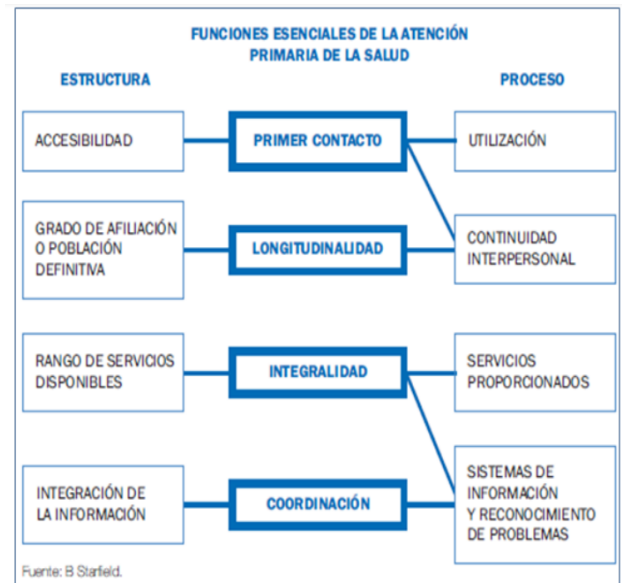 FUNCIONES ESENCIALES DE LA ATENCIÓN
PRIMARIA DE LA SALUD
ESTRUCTURA
PROCESO
ACCESIBILIDAD
PRIMER CONTACTO
UTILIZACIÓN
GRADO DE AFILIACIÓN
O POBLACIÓN
DEFINITIVA
LONGITUDINALIDAD
CONTINUIDAD
INTERPERSONAL
RANGO DE SERVICIOS
DISPONIBLES
INTEGRALIDAD
SERVICIOS
PROPORCIONADOS
INTEGRACIÓN DE
LA INFORMACIÓN
COORDINACIÓN
SISTEMAS DE
INFORMACIÓN
Y RECONOCIMIENTO
DE PROBLEMAS
Fuente: B Starfield.